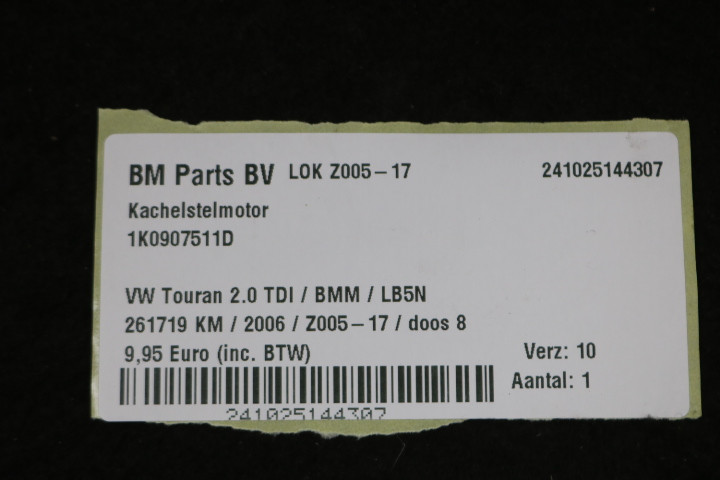 BM Parts BV LOK Z005-17 241025144307
Kachelstelmotor
1K0907511D
VW Touran 2.0 TDI / BMM / LB5N
261719 KM / 2006 / Z005-17 / doos 8
9,95 Euro (inc. BTW) Verz: 10
Aantal: 1
241025144307